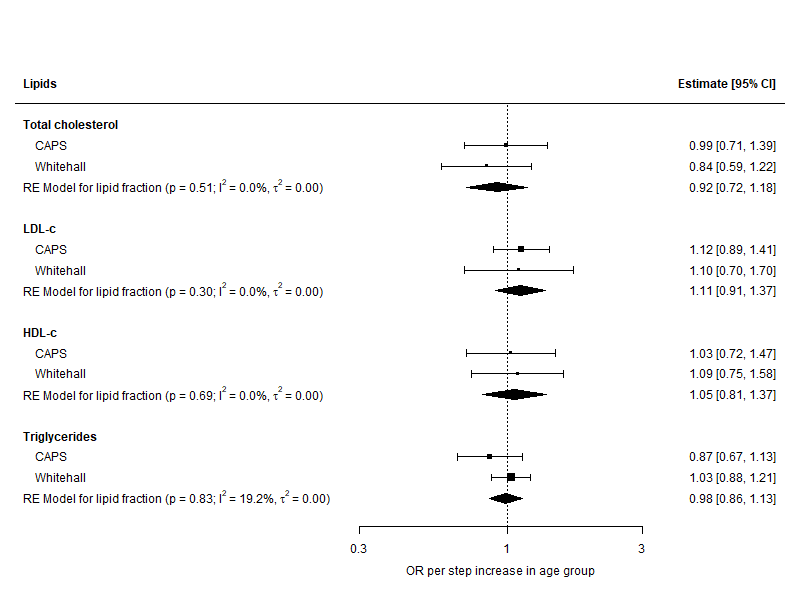 Lipids Estimate [95% CI]
Total cholesterol
CAPS 0.99 [0.71, 1.39]
Whitehall 0.84 [0.59, 1.22]
RE Model for lipid fraction (p = 0.51; I² = 0.0%, τ² = 0.00) 0.92 [0.72, 1.18]
LDL-c
CAPS 1.12 [0.89, 1.41]
Whitehall 1.10 [0.70, 1.70]
RE Model for lipid fraction (p = 0.30; I² = 0.0%, τ² = 0.00) 1.11 [0.91, 1.37]
HDL-c
CAPS 1.03 [0.72, 1.47]
Whitehall 1.09 [0.75, 1.58]
RE Model for lipid fraction (p = 0.69; I² = 0.0%, τ² = 0.00) 1.05 [0.81, 1.37]
Triglycerides
CAPS 0.87 [0.67, 1.13]
Whitehall 1.03 [0.88, 1.21]
RE Model for lipid fraction (p = 0.83; I² = 19.2%, τ² = 0.00) 0.98 [0.86, 1.13]
0.3 1 3
OR per step increase in age group